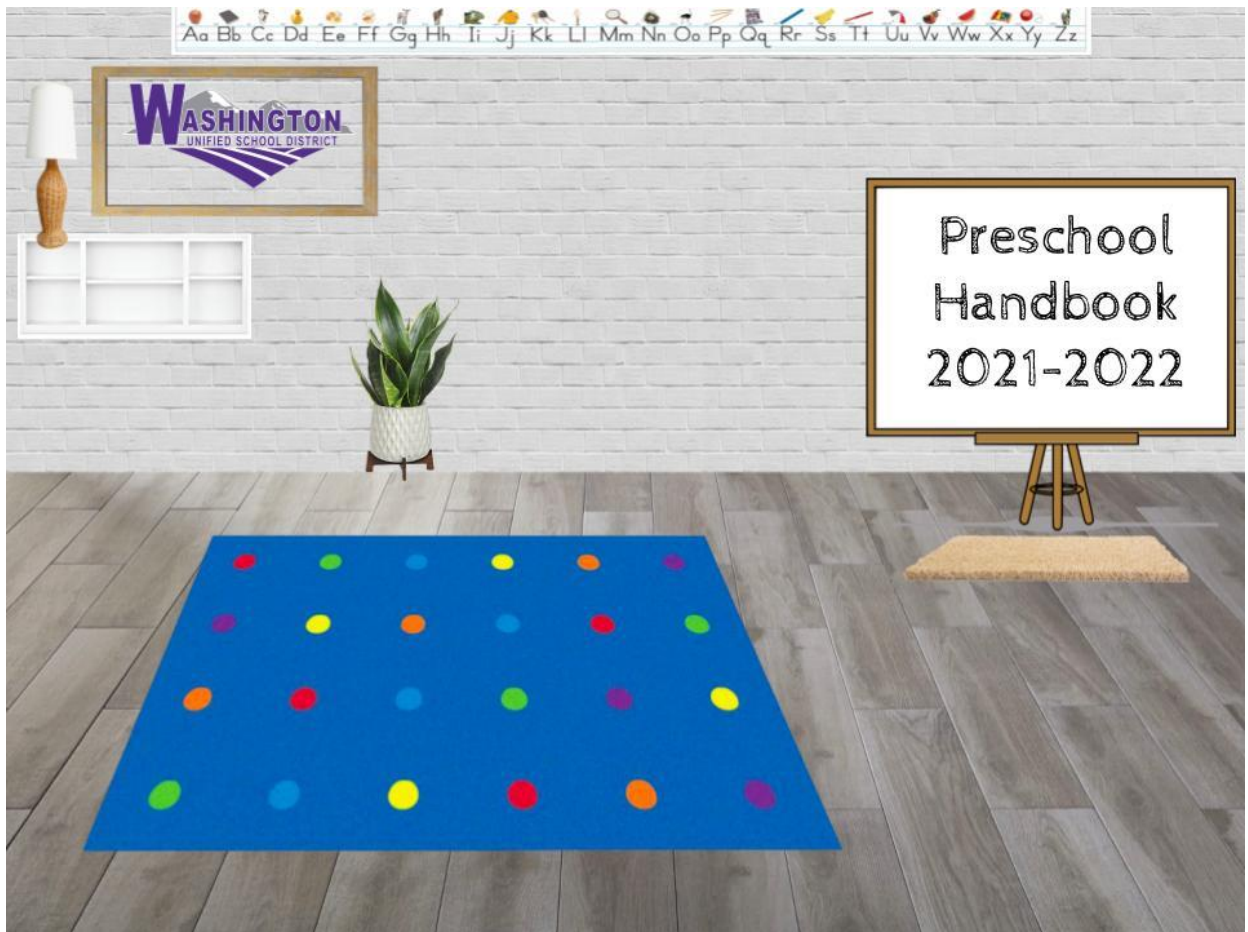 Aa Bb Cc Dd Ee Ff Gg Hh Ii Jj Kk Ll Mm Nn Oo Pp Qq Rr Ss Tt Uu Vv Ww Xx Yy Zz
WASHINGTON
UNIFIED SCHOOL DISTRICT
Preschool
Handbook
2021-2022